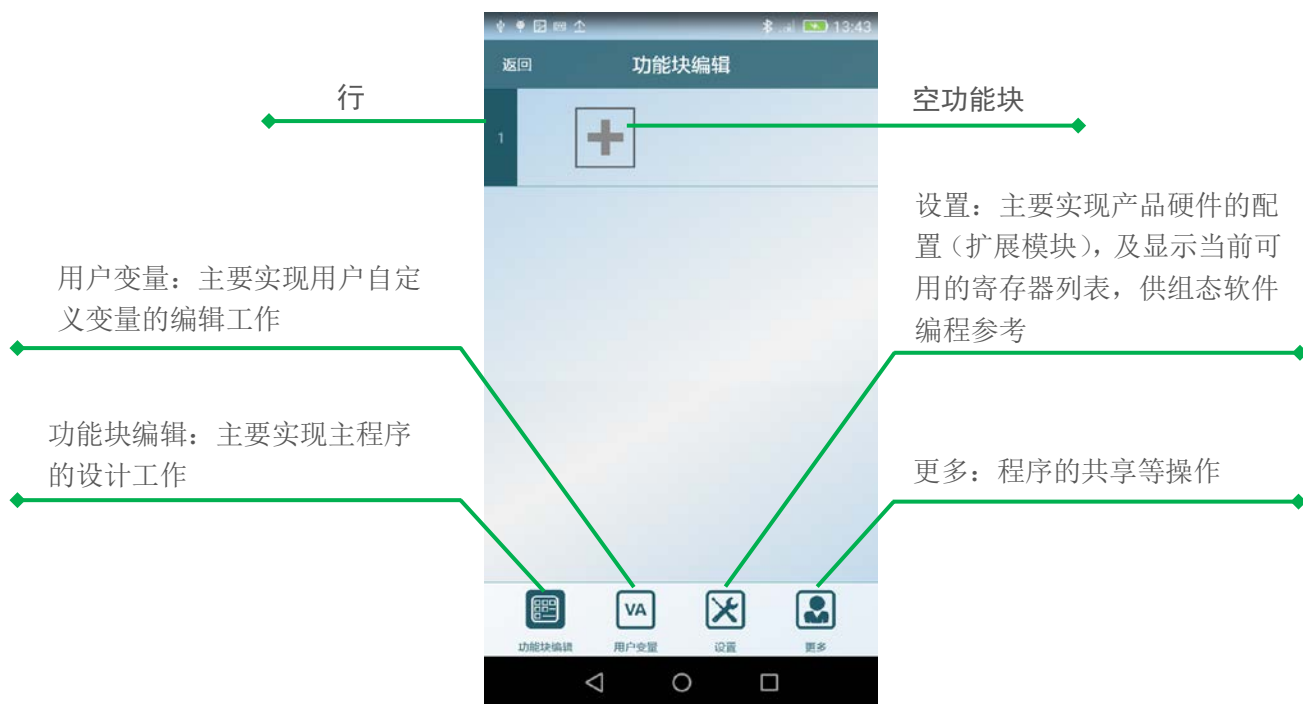 13:43
返回
功能块编辑
行
空功能块
1
设置：主要实现产品硬件的配
置（扩展模块），及显示当前可
用的寄存器列表，供组态软件
编程参考
用户变量：主要实现用户自定
义变量的编辑工作
功能块编辑：主要实现主程序
的设计工作
更多：程序的共享等操作
VA
功能块编辑
用户变量
设置
更多